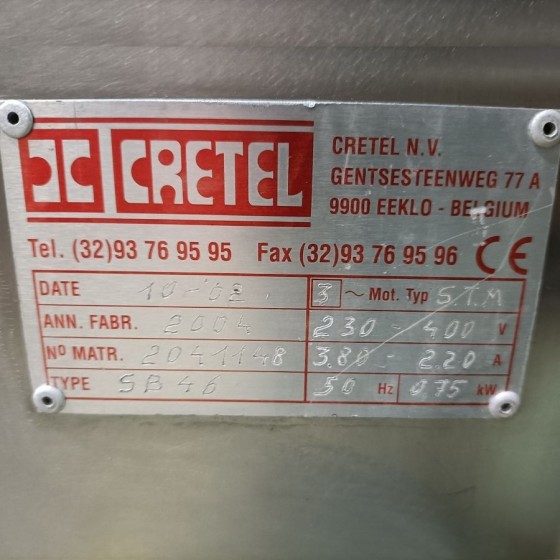 CRETEL
CRETEL N.V.
GENTSESTEENWEG 77 A
9900 EEKLO - BELGIUM
Tel. (32)93 76 95 95 Fax (32)93 76 95 96 CE
DATE 10-'02 3 ~ Mot. Typ S.T.M
ANN. FABR. 2004 230 - 400 V
Nº MATR. 2041148 3.80 - 2.20 A
TYPE SB 46 50 Hz 0.75 kW